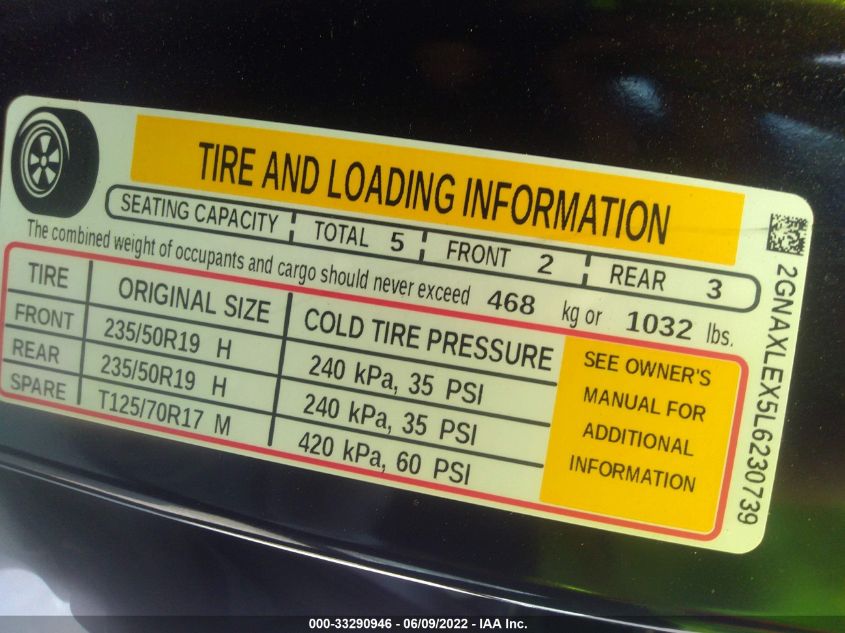 TIRE AND LOADING INFORMATION
SEATING CAPACITY TOTAL 5 FRONT 2 REAR 3
The combined weight of occupants and cargo should never exceed 468 kg or 1032 lbs.
TIRE ORIGINAL SIZE COLD TIRE PRESSURE
FRONT 235/50R19 H 240 kPa, 35 PSI
REAR 235/50R19 H 240 kPa, 35 PSI
SPARE T125/70R17 M 420 kPa, 60 PSI
SEE OWNER'S
MANUAL FOR
ADDITIONAL
INFORMATION
2GNAXLEX5L6230739
000-33290946 - 06/09/2022 - IAA Inc.